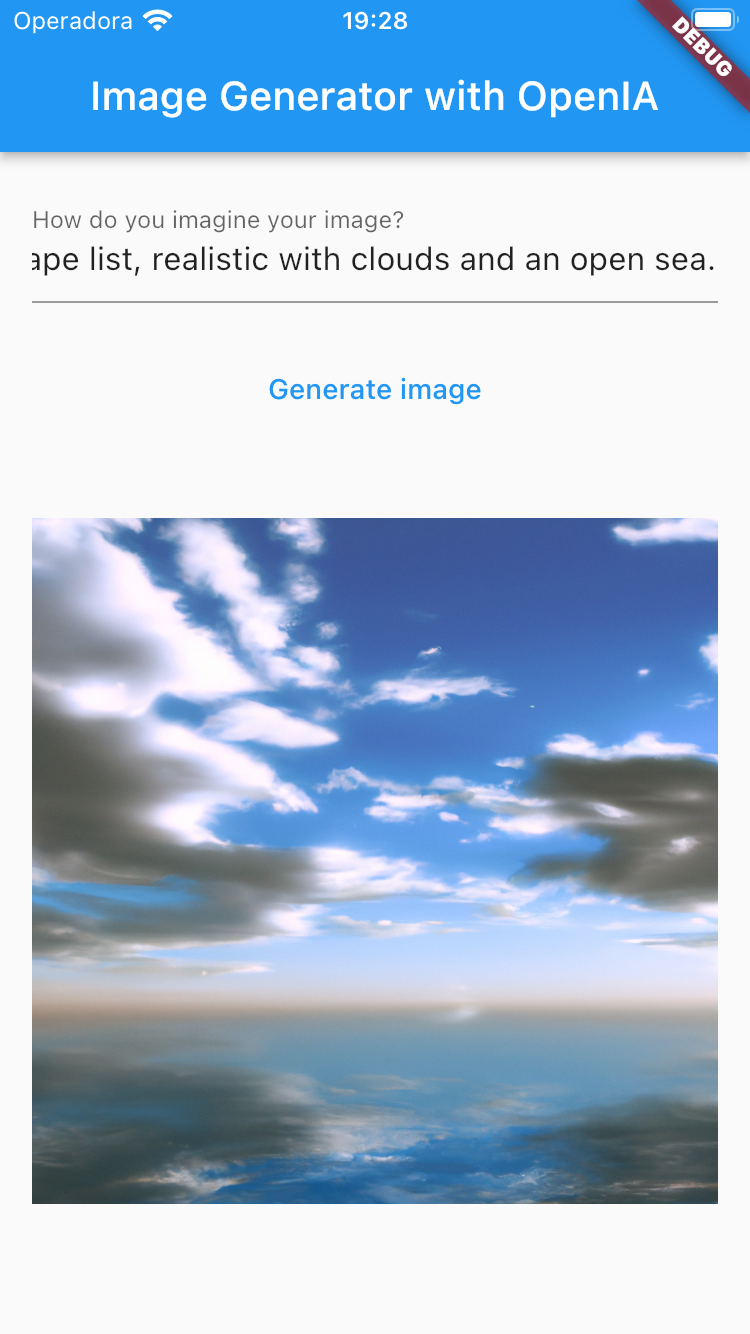 Operadora 19:28
DEBUG
Image Generator with OpenIA
How do you imagine your image?
ape list, realistic with clouds and an open sea.
Generate image